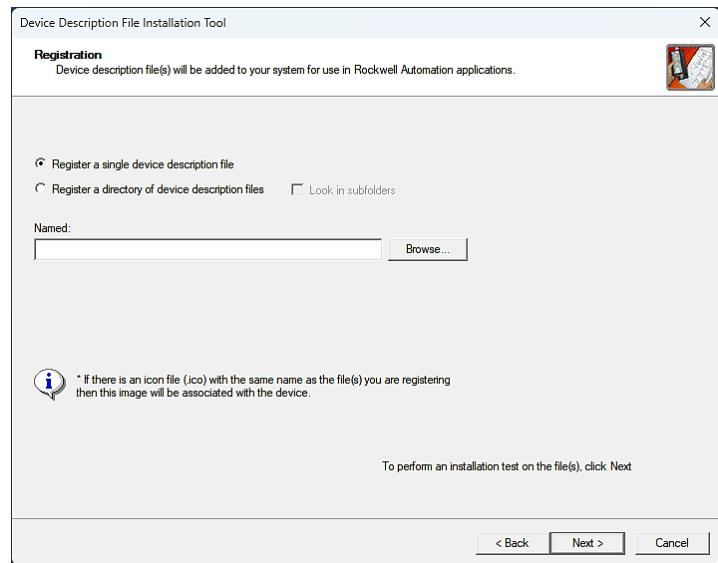 Device Description File Installation Tool
Registration
Device description file(s) will be added to your system for use in Rockwell Automation applications.
Register a single device description file
Register a directory of device description files Look in subfolders
Named:
Browse...
* If there is an icon file (.ico) with the same name as the file(s) you are registering
then this image will be associated with the device.
To perform an installation test on the file(s), click Next
< Back Next > Cancel